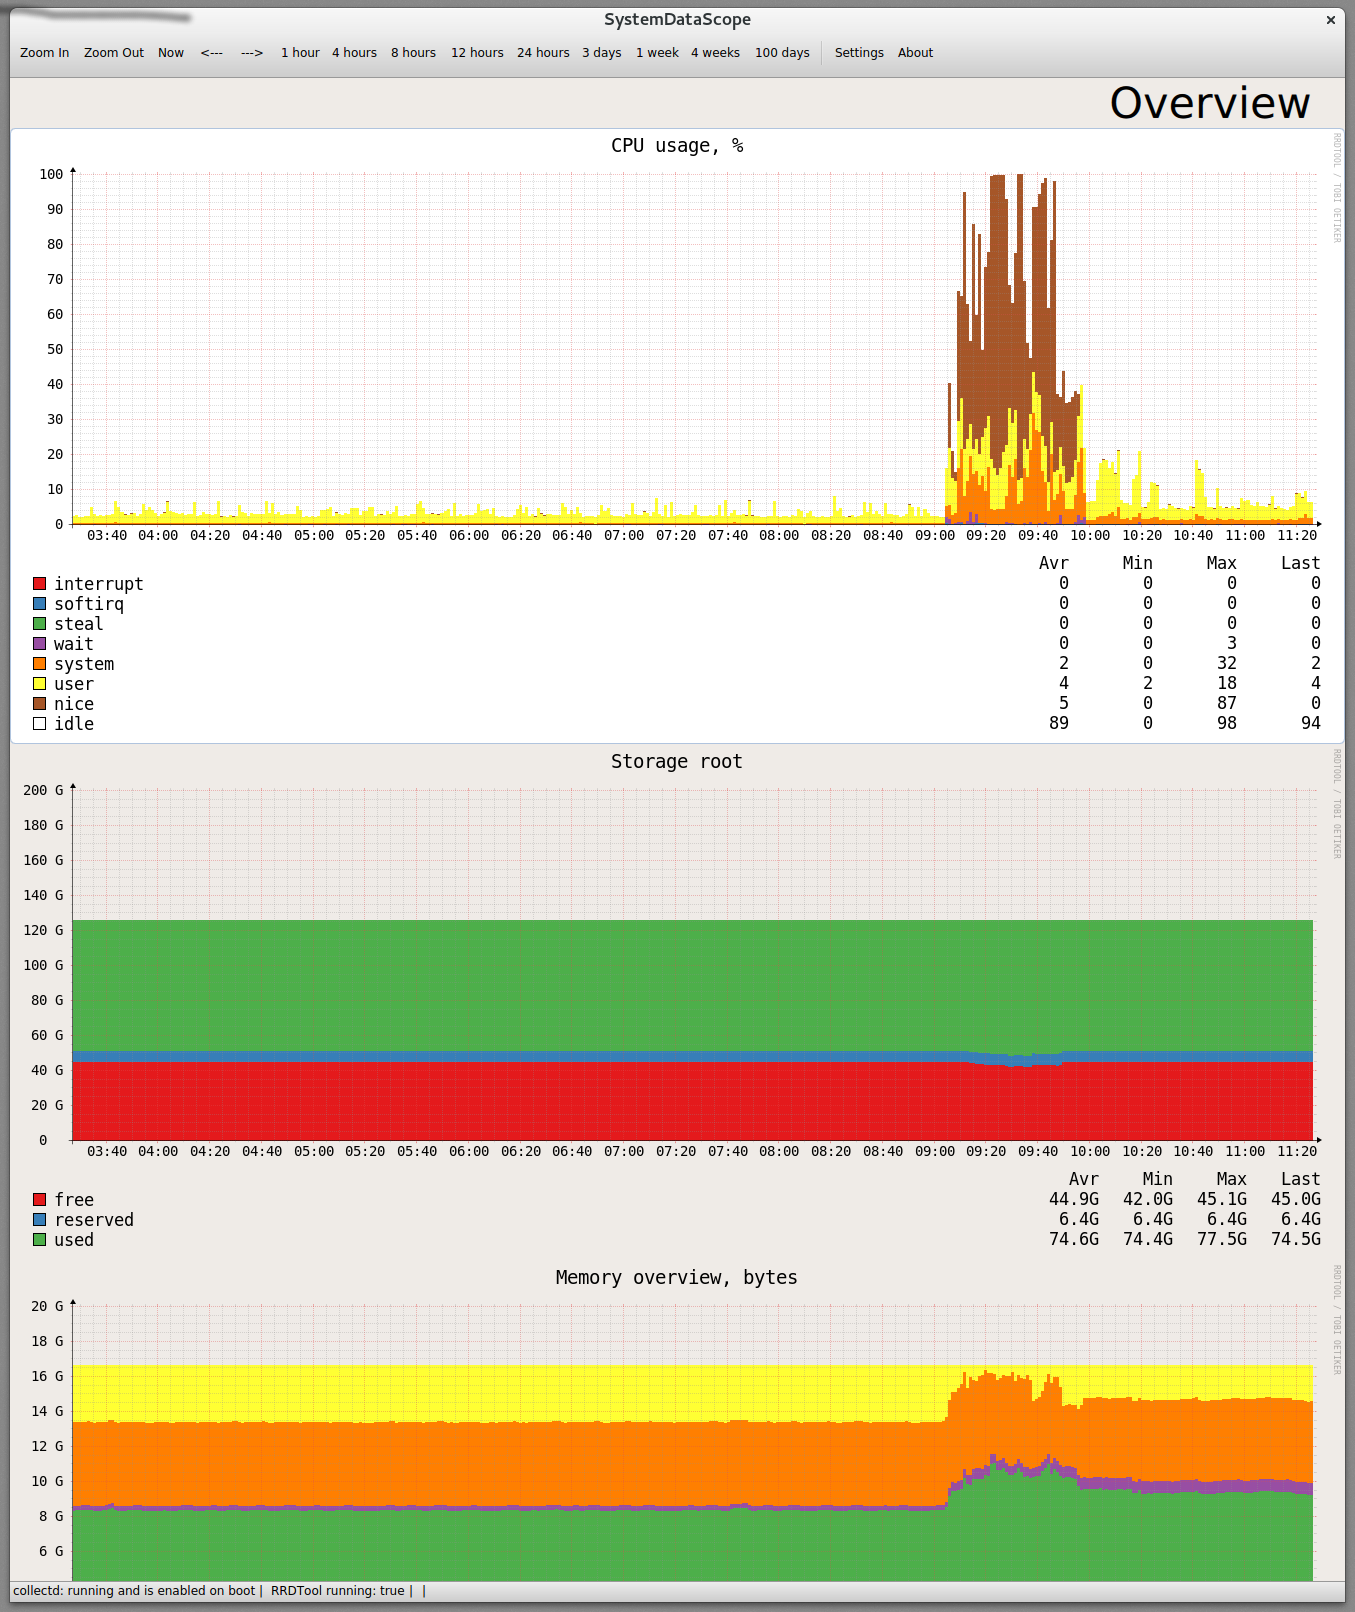 SystemDataScope ×
Zoom In Zoom Out Now <--- ---> 1 hour 4 hours 8 hours 12 hours 24 hours 3 days 1 week 4 weeks 100 days Settings About
Overview
CPU usage, %
RRDTOOL / TOBI OETIKER
100
90
80
70
60
50
40
30
20
10
0
03:40 04:00 04:20 04:40 05:00 05:20 05:40 06:00 06:20 06:40 07:00 07:20 07:40 08:00 08:20 08:40 09:00 09:20 09:40 10:00 10:20 10:40 11:00 11:20
Avr Min Max Last
interrupt 0 0 0 0
softirq 0 0 0 0
steal 0 0 0 0
wait 0 0 3 0
system 2 0 32 2
user 4 2 18 4
nice 5 0 87 0
idle 89 0 98 94
Storage root
RRDTOOL / TOBI OETIKER
200 G
180 G
160 G
140 G
120 G
100 G
80 G
60 G
40 G
20 G
0
03:40 04:00 04:20 04:40 05:00 05:20 05:40 06:00 06:20 06:40 07:00 07:20 07:40 08:00 08:20 08:40 09:00 09:20 09:40 10:00 10:20 10:40 11:00 11:20
Avr Min Max Last
free 44.9G 42.0G 45.1G 45.0G
reserved 6.4G 6.4G 6.4G 6.4G
used 74.6G 74.4G 77.5G 74.5G
Memory overview, bytes
RRDTOOL / TOBI OETIKER
20 G
18 G
16 G
14 G
12 G
10 G
8 G
6 G
collectd: running and is enabled on boot | RRDTool running: true | |